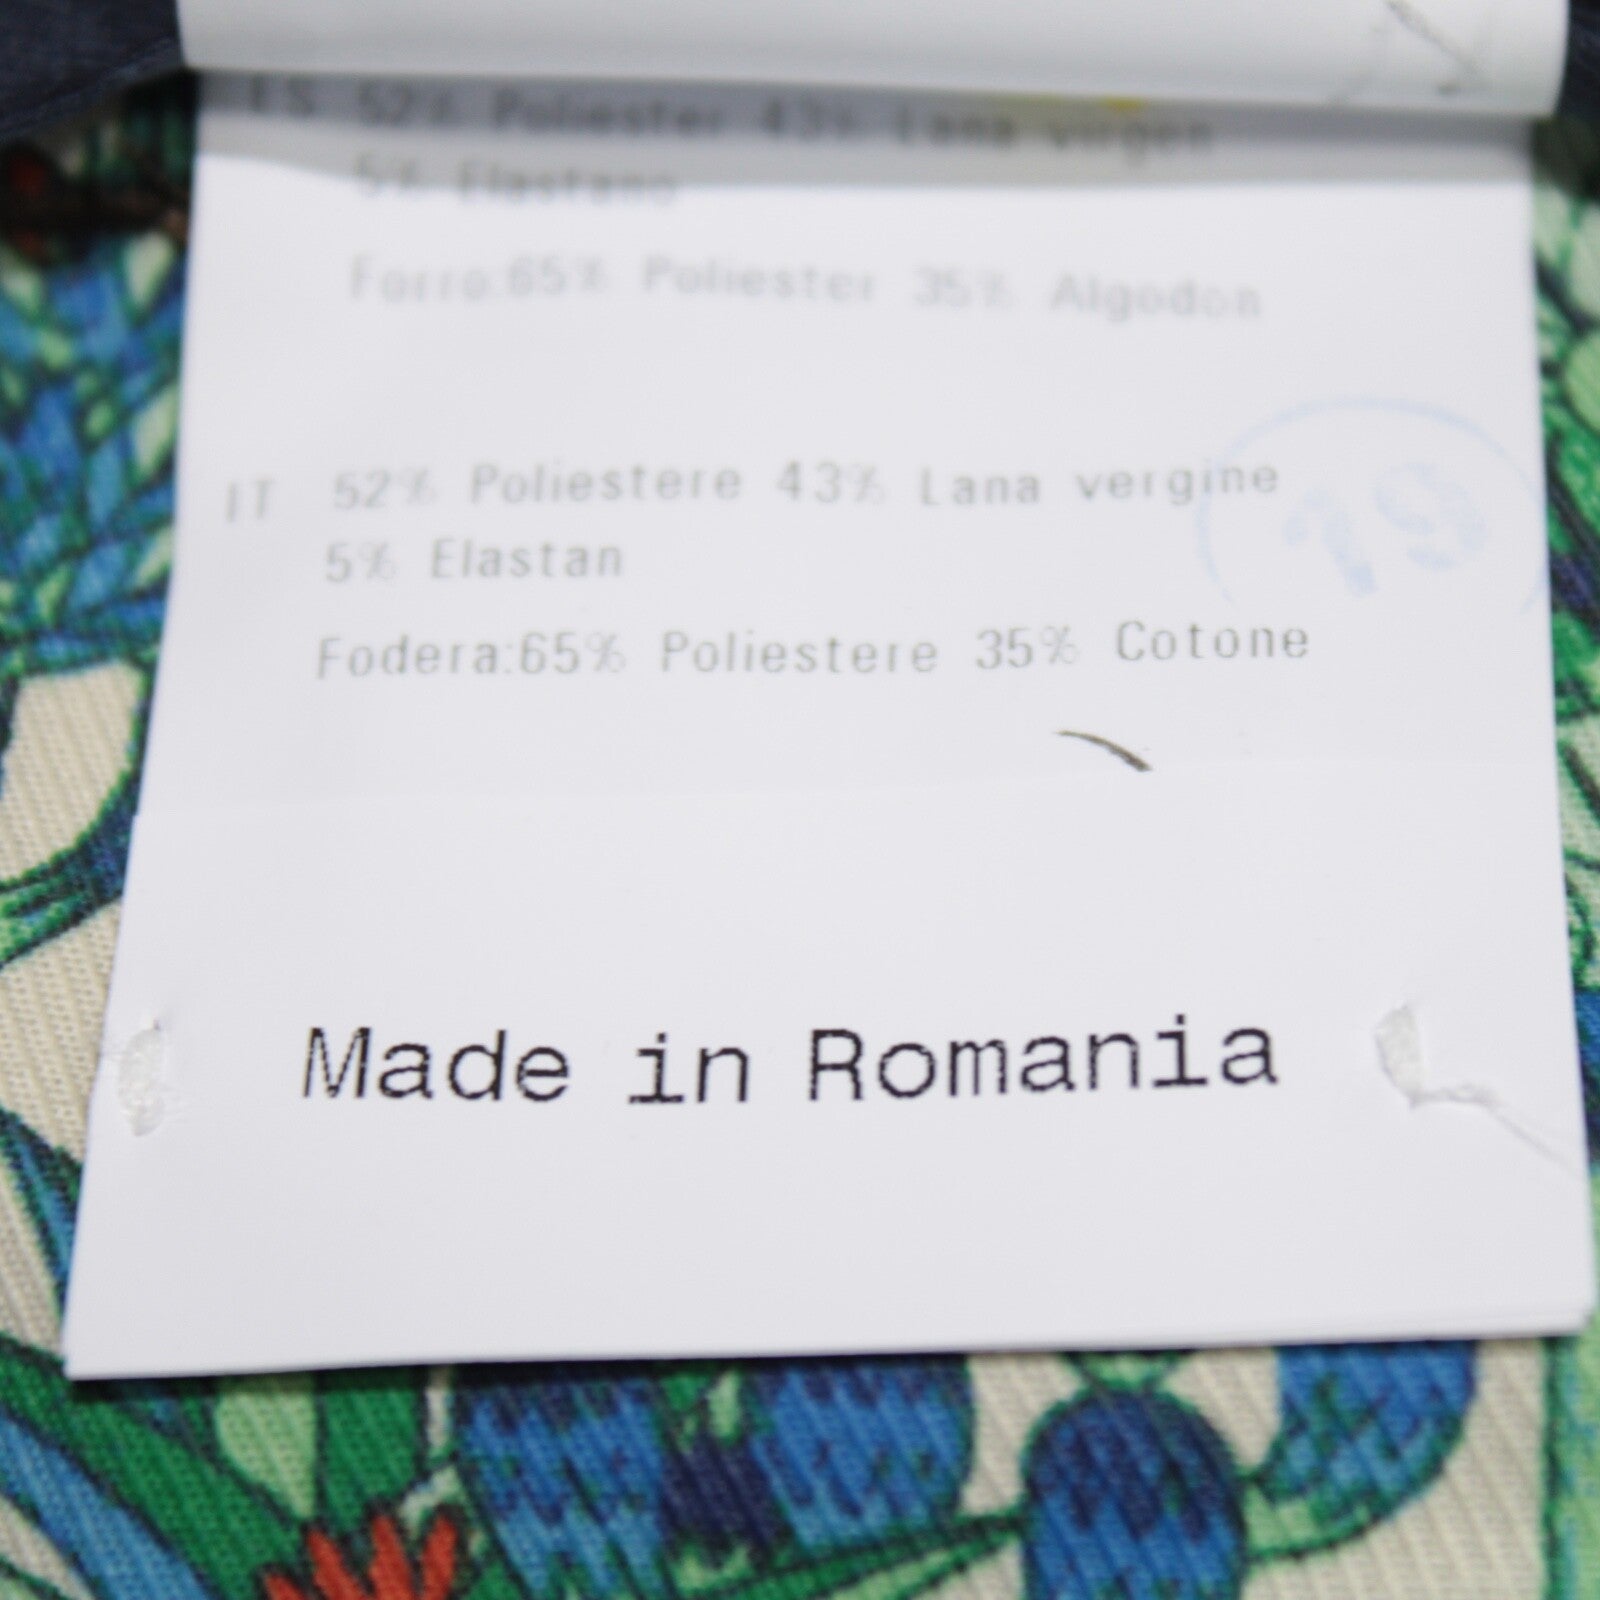 ES 52% Poliester 43% Lana virgen
5% Elastano
Forro:65% Poliester 35% Algodon
IT 52% Poliestere 43% Lana vergine
5% Elastan
Fodera:65% Poliestere 35% Cotone
Made in Romania